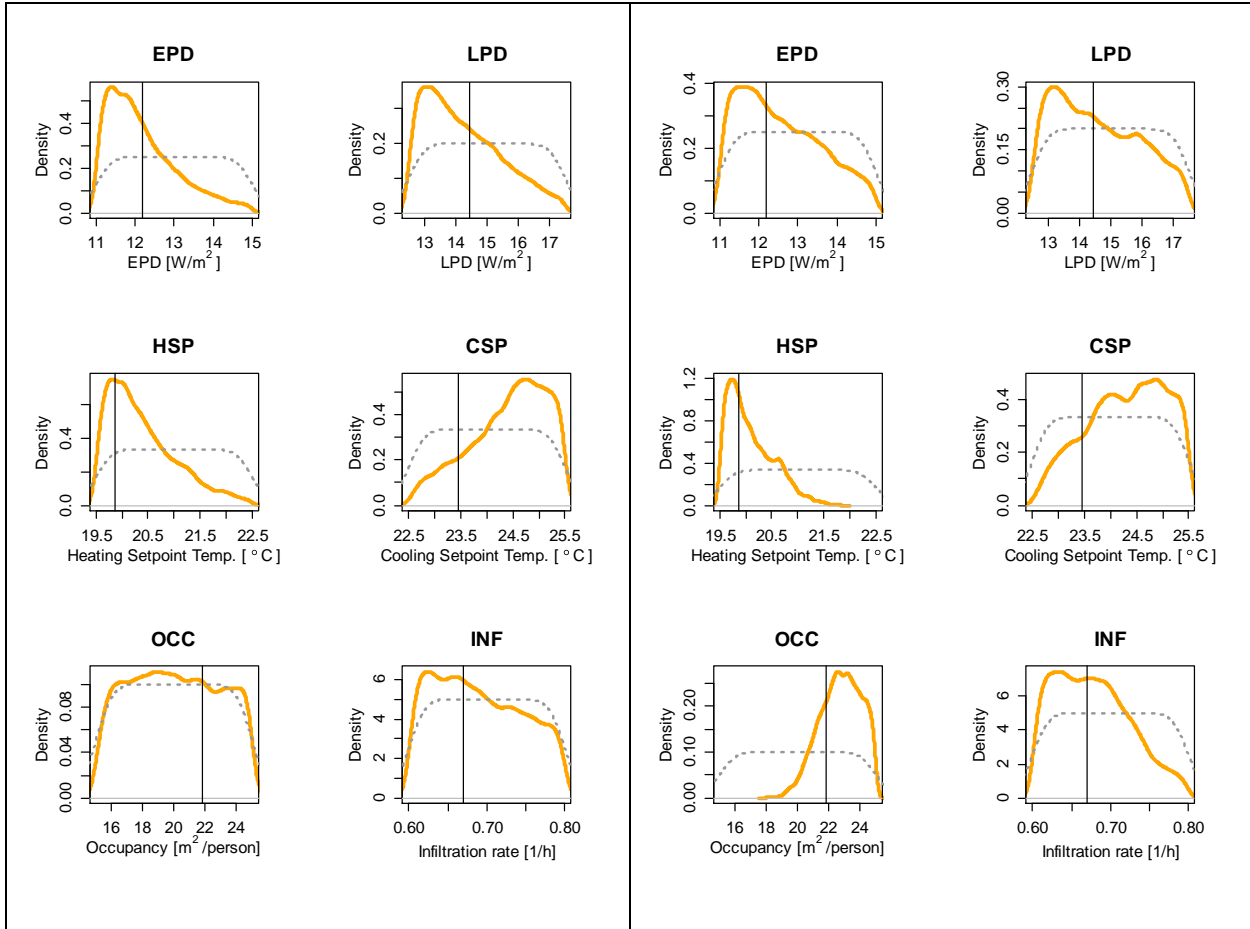 EPD
Density
0.0 0.2 0.4
11 12 13 14 15
EPD [W/m²]
LPD
Density
0.0 0.2
13 14 15 16 17
LPD [W/m²]
HSP
Density
0.0 0.4
19.5 20.5 21.5 22.5
Heating Setpoint Temp. [°C]
CSP
Density
0.0 0.2 0.4
22.5 23.5 24.5 25.5
Cooling Setpoint Temp. [°C]
OCC
Density
0.00 0.04 0.08
16 18 20 22 24
Occupancy [m²/person]
INF
Density
0 2 4 6
0.60 0.70 0.80
Infiltration rate [1/h]
EPD
Density
0.0 0.2 0.4
11 12 13 14 15
EPD [W/m²]
LPD
Density
0.00 0.15 0.30
13 14 15 16 17
LPD [W/m²]
HSP
Density
0.0 0.4 0.8 1.2
19.5 20.5 21.5 22.5
Heating Setpoint Temp. [°C]
CSP
Density
0.0 0.2 0.4
22.5 23.5 24.5 25.5
Cooling Setpoint Temp. [°C]
OCC
Density
0.00 0.10 0.20
16 18 20 22 24
Occupancy [m²/person]
INF
Density
0 2 4 6
0.60 0.70 0.80
Infiltration rate [1/h]